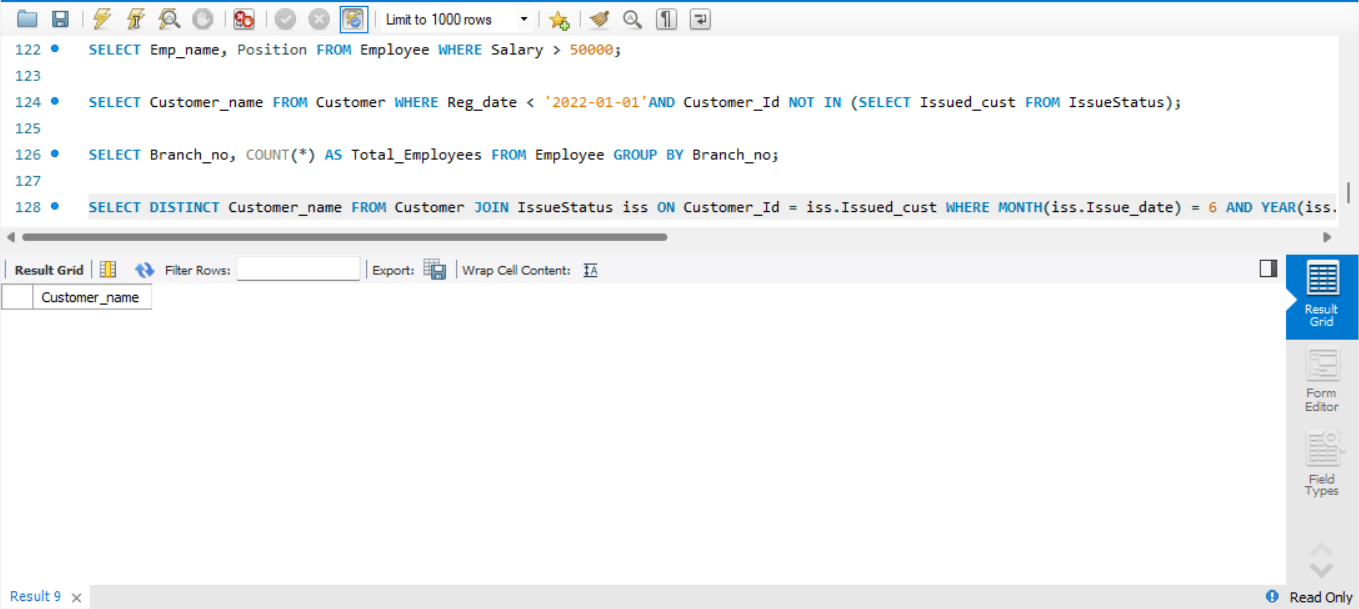 Limit to 1000 rows
122 SELECT Emp_name, Position FROM Employee WHERE Salary > 50000;
123
124 SELECT Customer_name FROM Customer WHERE Reg_date < '2022-01-01'AND Customer_Id NOT IN (SELECT Issued_cust FROM IssueStatus);
125
126 SELECT Branch_no, COUNT(*) AS Total_Employees FROM Employee GROUP BY Branch_no;
127
128 SELECT DISTINCT Customer_name FROM Customer JOIN IssueStatus iss ON Customer_Id = iss.Issued_cust WHERE MONTH(iss.Issue_date) = 6 AND YEAR(iss.
Result Grid Filter Rows: Export: Wrap Cell Content: IA
Customer_name
Result
Grid
Form
Editor
Field
Types
Result 9 Read Only